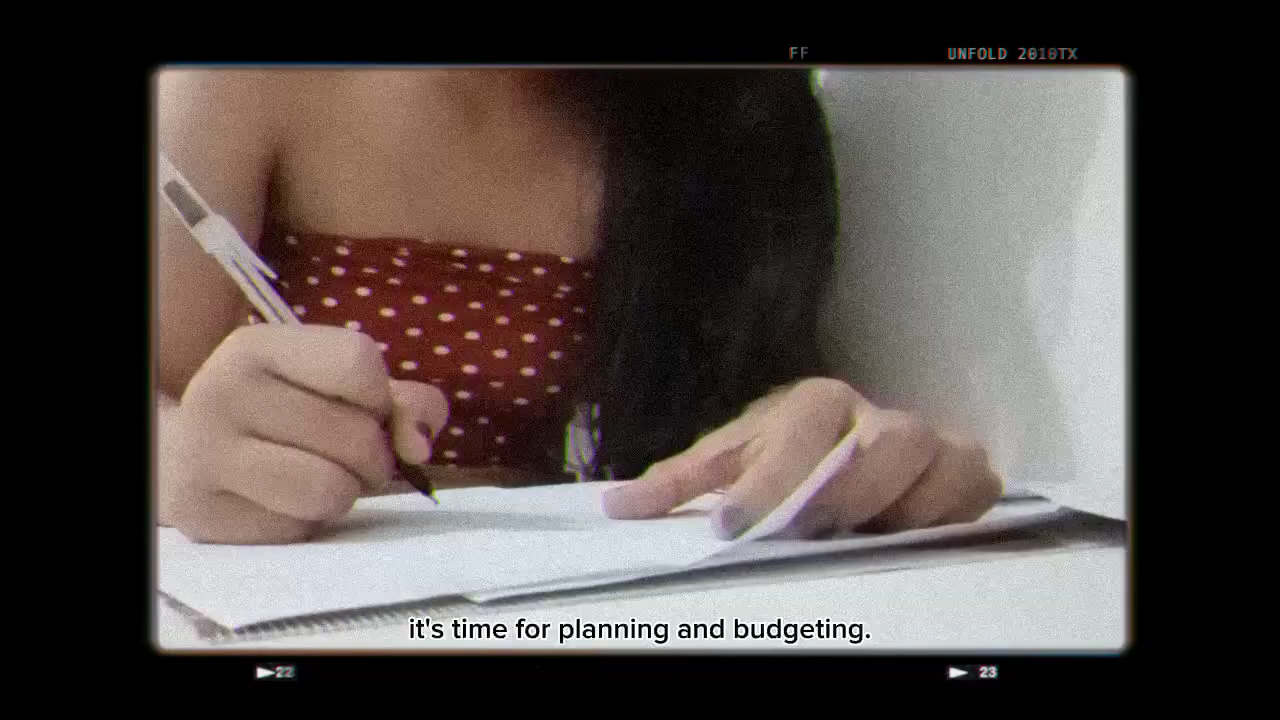 FF
UNFOLD 2010TX
it's time for planning and budgeting.
▶22
▶ 23